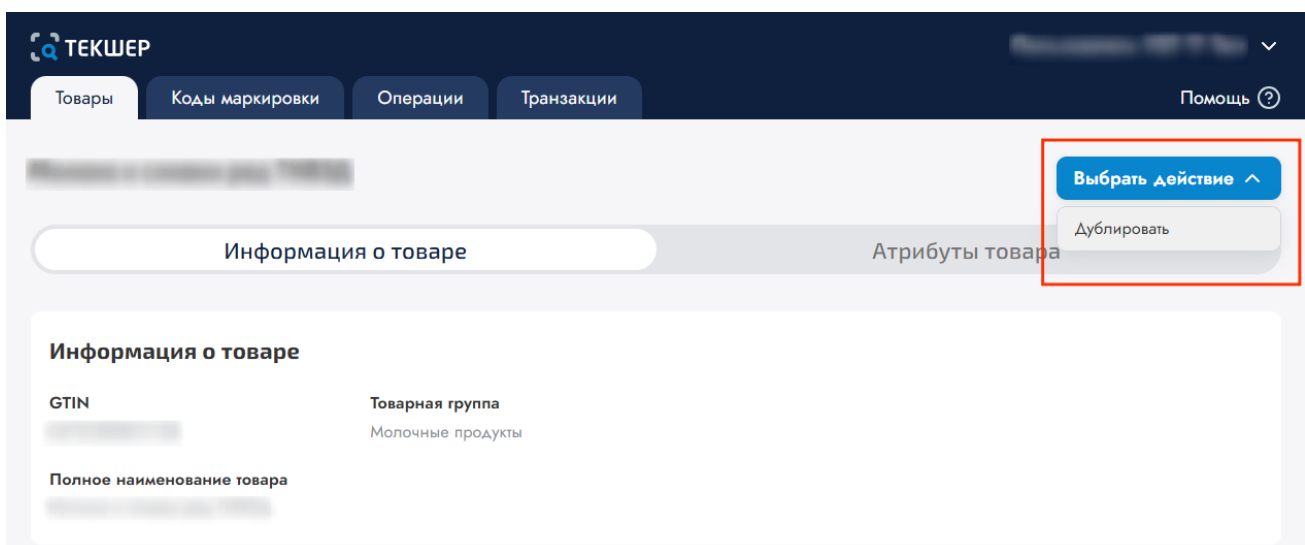 ТЕКШЕР
Товары Коды маркировки Операции Транзакции Помощь
Выбрать действие
Дублировать
Информация о товаре Атрибуты товара
Информация о товаре
GTIN Товарная группа
Молочные продукты
Полное наименование товара